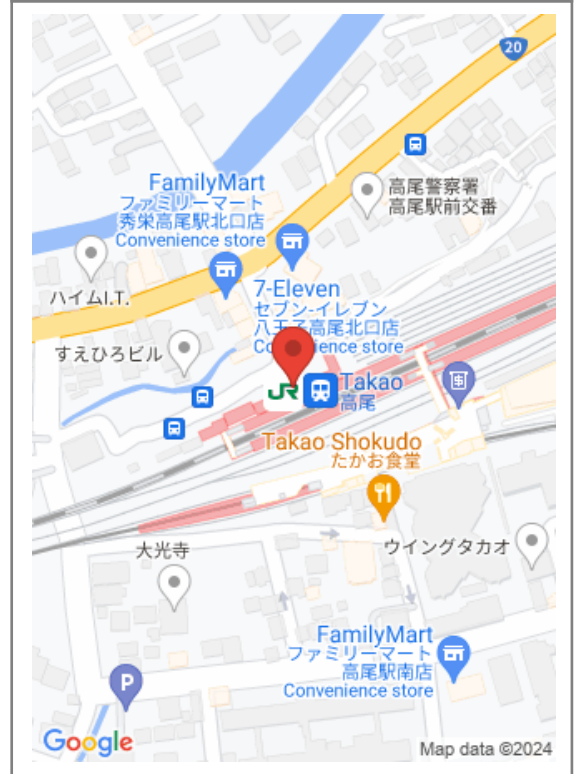 20
高尾警察署
高尾駅前交番
FamilyMart
ファミリーマート
秀栄高尾駅北口店
Convenience store
ハイムI.T.
7-Eleven
セブン-イレブン
八王子高尾北口店
Convenience store
すえひろビル
JR
Takao
高尾
Takao Shokudo
たかお食堂
大光寺
ウイングタカオ
FamilyMart
ファミリーマート
高尾駅南店
Convenience store
P
Google
Map data ©2024